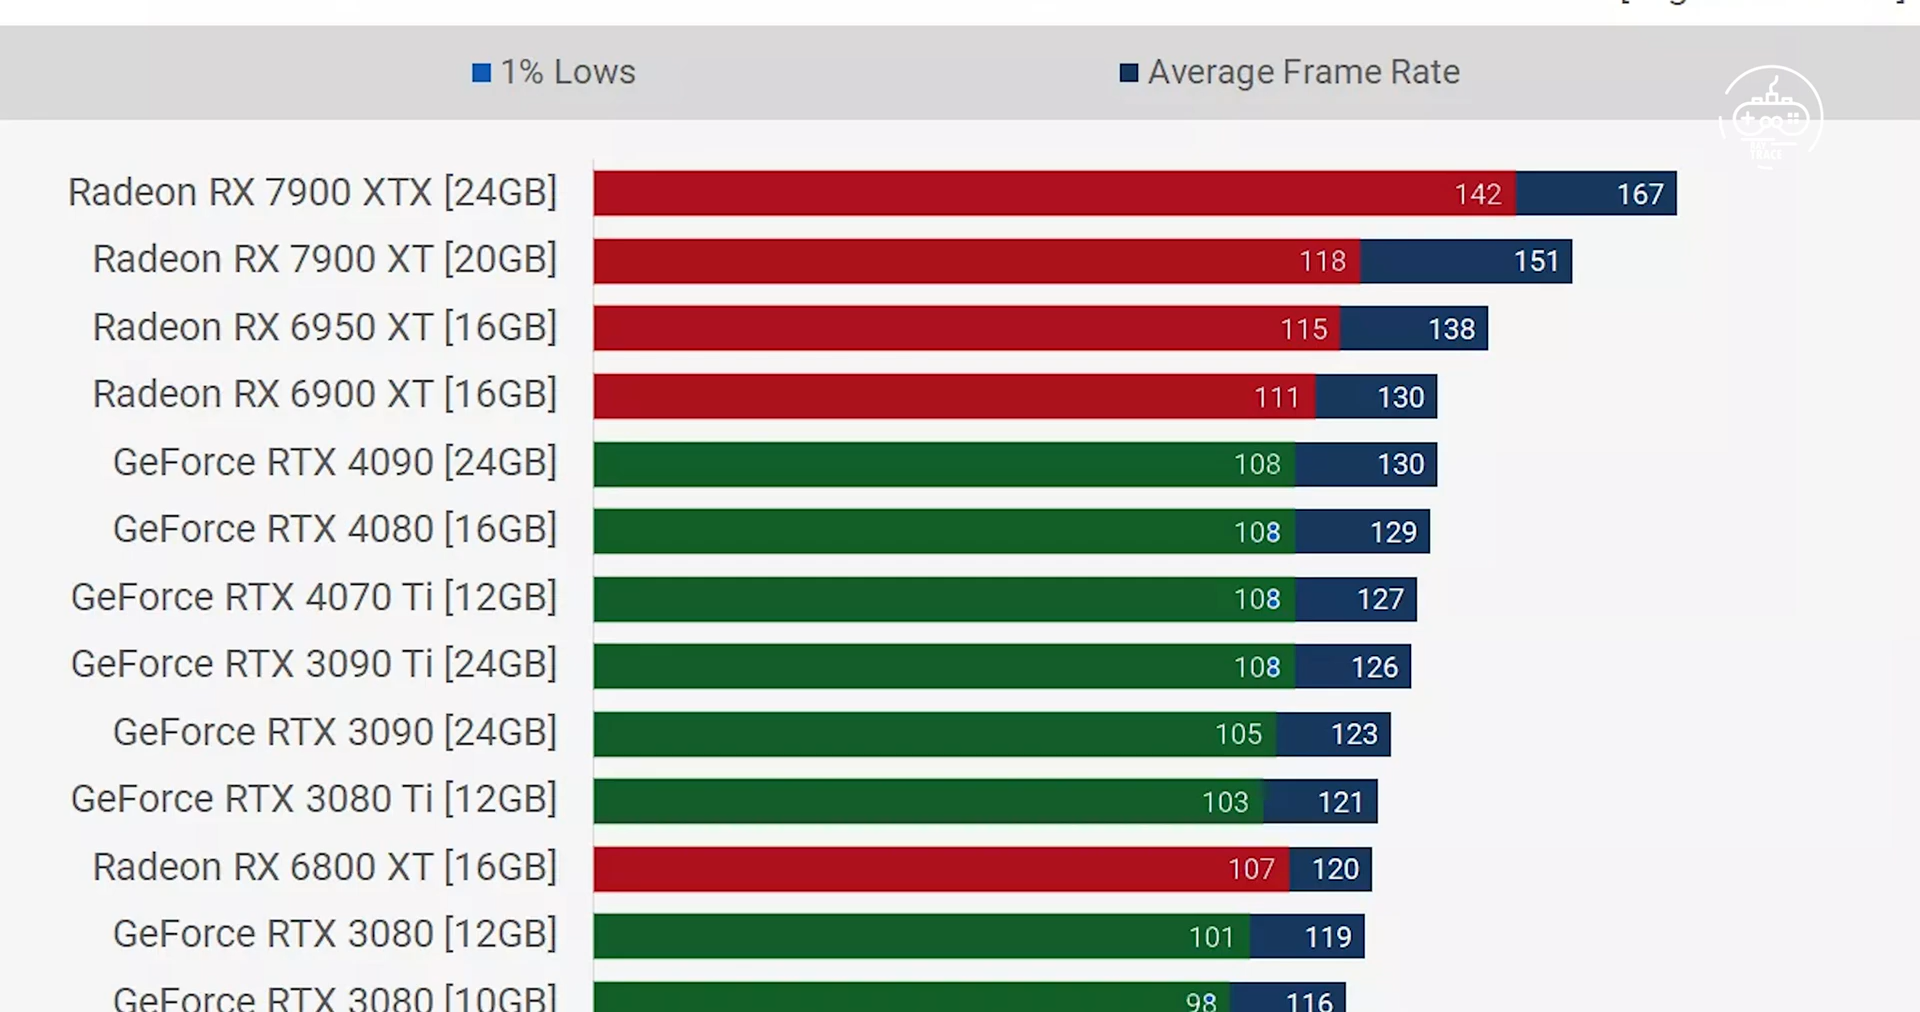 1% Lows Average Frame Rate
TRACE
Radeon RX 7900 XTX [24GB] 142 167
Radeon RX 7900 XT [20GB] 118 151
Radeon RX 6950 XT [16GB] 115 138
Radeon RX 6900 XT [16GB] 111 130
GeForce RTX 4090 [24GB] 108 130
GeForce RTX 4080 [16GB] 108 129
GeForce RTX 4070 Ti [12GB] 108 127
GeForce RTX 3090 Ti [24GB] 108 126
GeForce RTX 3090 [24GB] 105 123
GeForce RTX 3080 Ti [12GB] 103 121
Radeon RX 6800 XT [16GB] 107 120
GeForce RTX 3080 [12GB] 101 119
GeForce RTX 3080 [10GB] 98 116